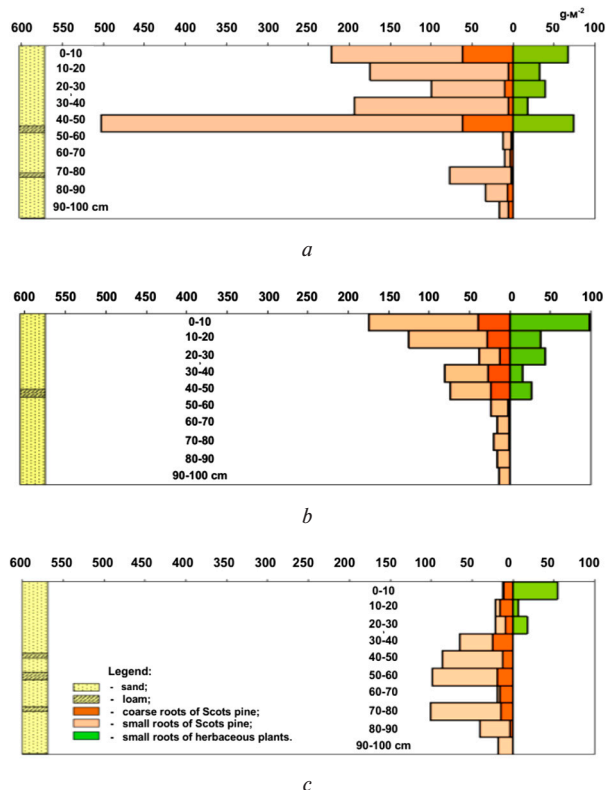 g-м-2
600 550 500 450 400 350 300 250 200 150 100 50 0 50 100
0-10
10-20
20-30
30-40
40-50
50-60
60-70
70-80
80-90
90-100 cm
a
600 550 500 450 400 350 300 250 200 150 100 50 0 50 100
0-10
10-20
20-30
30-40
40-50
50-60
60-70
70-80
80-90
90-100 cm
b
600 550 500 450 400 350 300 250 200 150 100 50 0 50 100
0-10
10-20
20-30
30-40
40-50
50-60
60-70
70-80
80-90
90-100 cm
Legend:
- sand;
- loam;
- coarse roots of Scots pine;
- small roots of Scots pine;
- small roots of herbaceous plants.
c